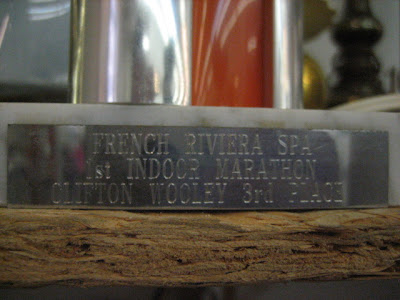 FRENCH RIVIERA SPA
1st INDOOR MARATHON
CLIFTON WOOLEY 3rd PLACE